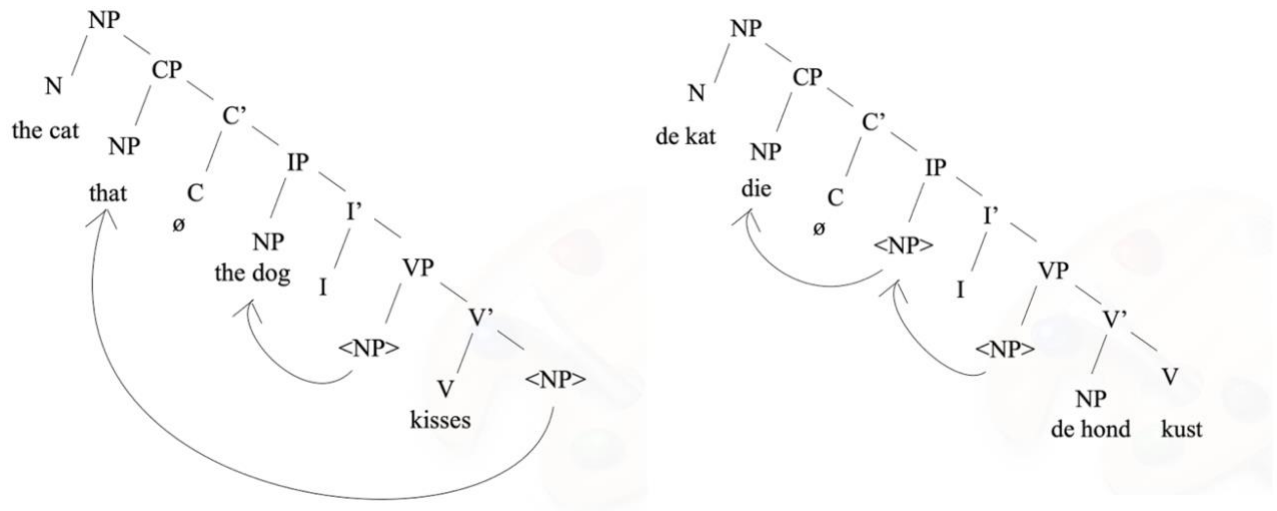 NP
N
CP
the cat
NP
C’
that
C
IP
ø
NP
I’
the dog
I
VP
<NP>
V’
V
<NP>
kisses
NP
N
CP
de kat
NP
C’
die
C
IP
ø
<NP>
I’
I
VP
<NP>
V’
NP
V
de hond kust